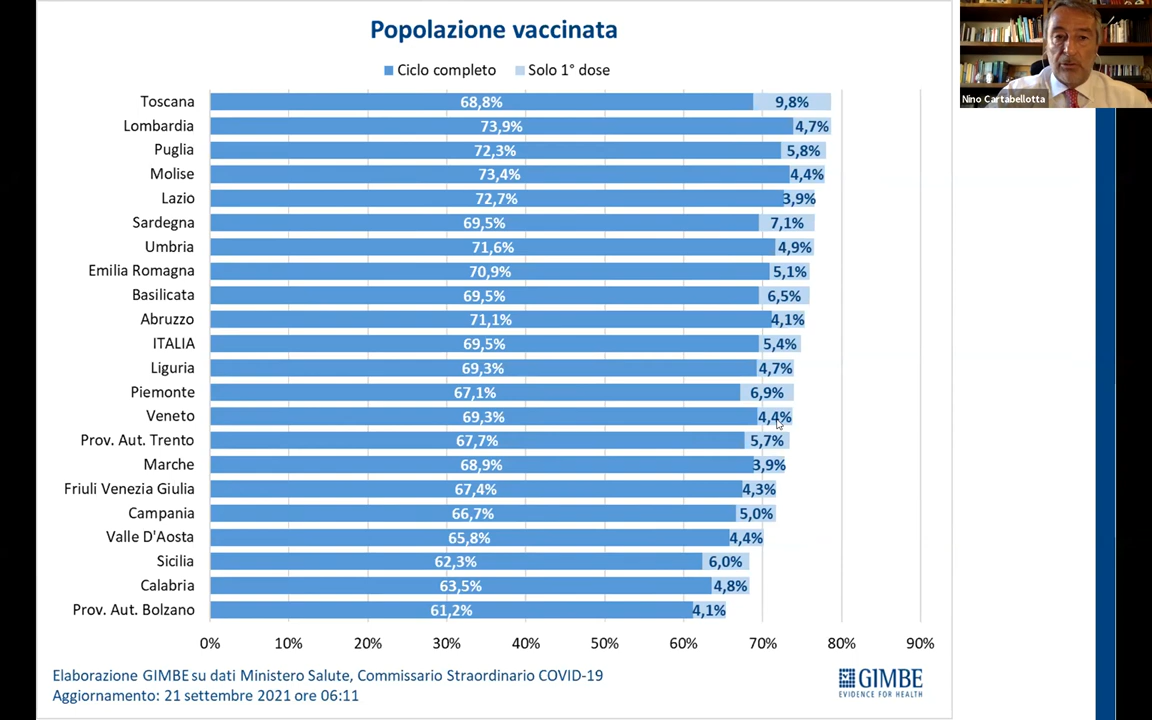 Popolazione vaccinata
Ciclo completo Solo 1° dose
Toscana 68,8% 9,8%
Lombardia 73,9% 4,7%
Puglia 72,3% 5,8%
Molise 73,4% 4,4%
Lazio 72,7% 3,9%
Sardegna 69,5% 7,1%
Umbria 71,6% 4,9%
Emilia Romagna 70,9% 5,1%
Basilicata 69,5% 6,5%
Abruzzo 71,1% 4,1%
ITALIA 69,5% 5,4%
Liguria 69,3% 4,7%
Piemonte 67,1% 6,9%
Veneto 69,3% 4,4%
Prov. Aut. Trento 67,7% 5,7%
Marche 68,9% 3,9%
Friuli Venezia Giulia 67,4% 4,3%
Campania 66,7% 5,0%
Valle D'Aosta 65,8% 4,4%
Sicilia 62,3% 6,0%
Calabria 63,5% 4,8%
Prov. Aut. Bolzano 61,2% 4,1%
0% 10% 20% 30% 40% 50% 60% 70% 80% 90%
Elaborazione GIMBE su dati Ministero Salute, Commissario Straordinario COVID-19
Aggiornamento: 21 settembre 2021 ore 06:11
GIMBE
EVIDENCE FOR HEALTH
Nino Cartabellotta